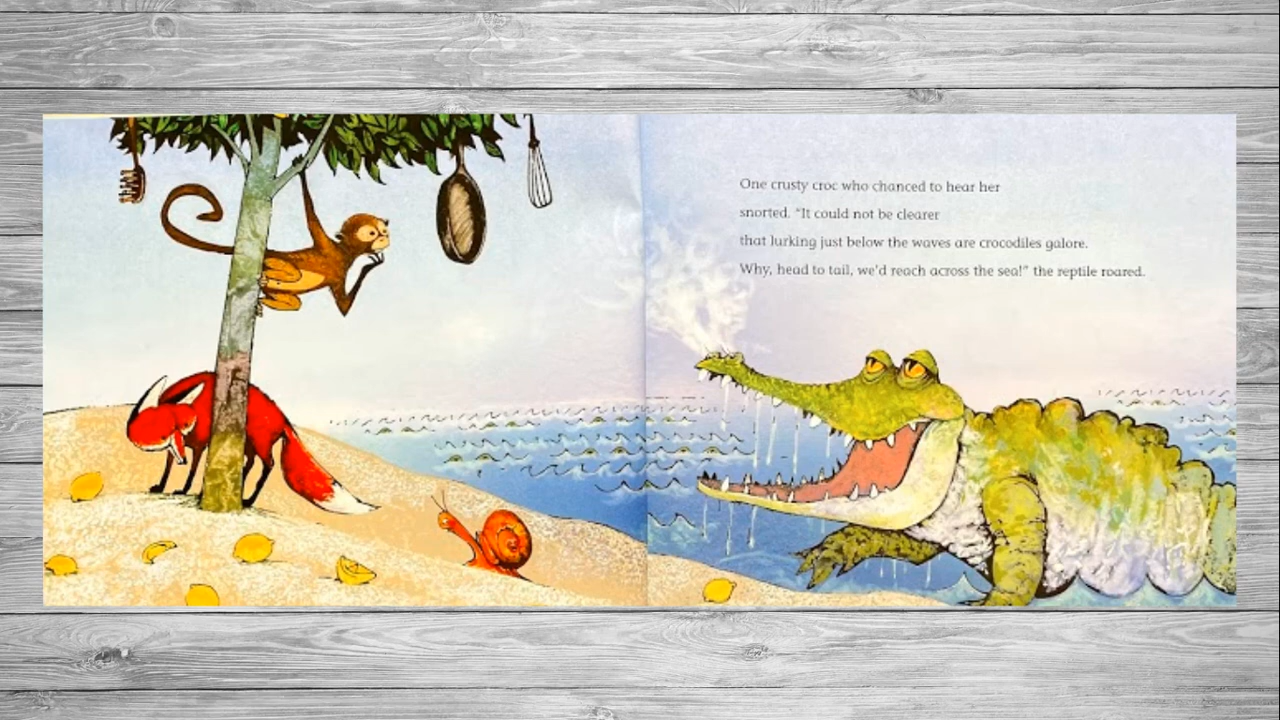 One crusty croc who chanced to hear her
snorted. “It could not be clearer
that lurking just below the waves are crocodiles galore.
Why, head to tail, we’d reach across the sea!” the reptile roared.